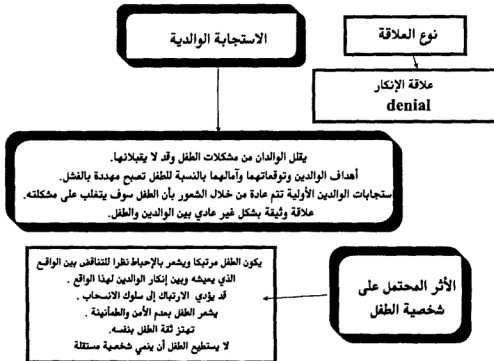 نوع العلاقة
علاقة الإنكار
denial
الاستجابة الوالدية
يقلل الوالدان من مشكلات الطفل وقد لا يقبلانها.
أهداف الوالدين وتوقعاتهما وآمالهما بالنسبة للطفل تصبح مهددة بالفشل.
ستجابات الوالدين الأولية تتم عادة من خلال الشعور بأن الطفل سوف يتغلب على مشكلته.
علاقة وثيقة بشكل غير عادي بين الوالدين والطفل.
الأثر المحتمل على
شخصية الطفل
يكون الطفل مرتبكا ويشعر بالإحباط نظرا للتناقض بين الواقع
الذي يعيشه وبين إنكار الوالدين لهذا الواقع .
قد يؤدي الارتباك إلى سلوك الانسحاب .
يشعر الطفل بعدم الأمن والطمأنينة .
تهتز ثقة الطفل بنفسه.
لا يستطيع الطفل أن ينمي شخصية مستقلة